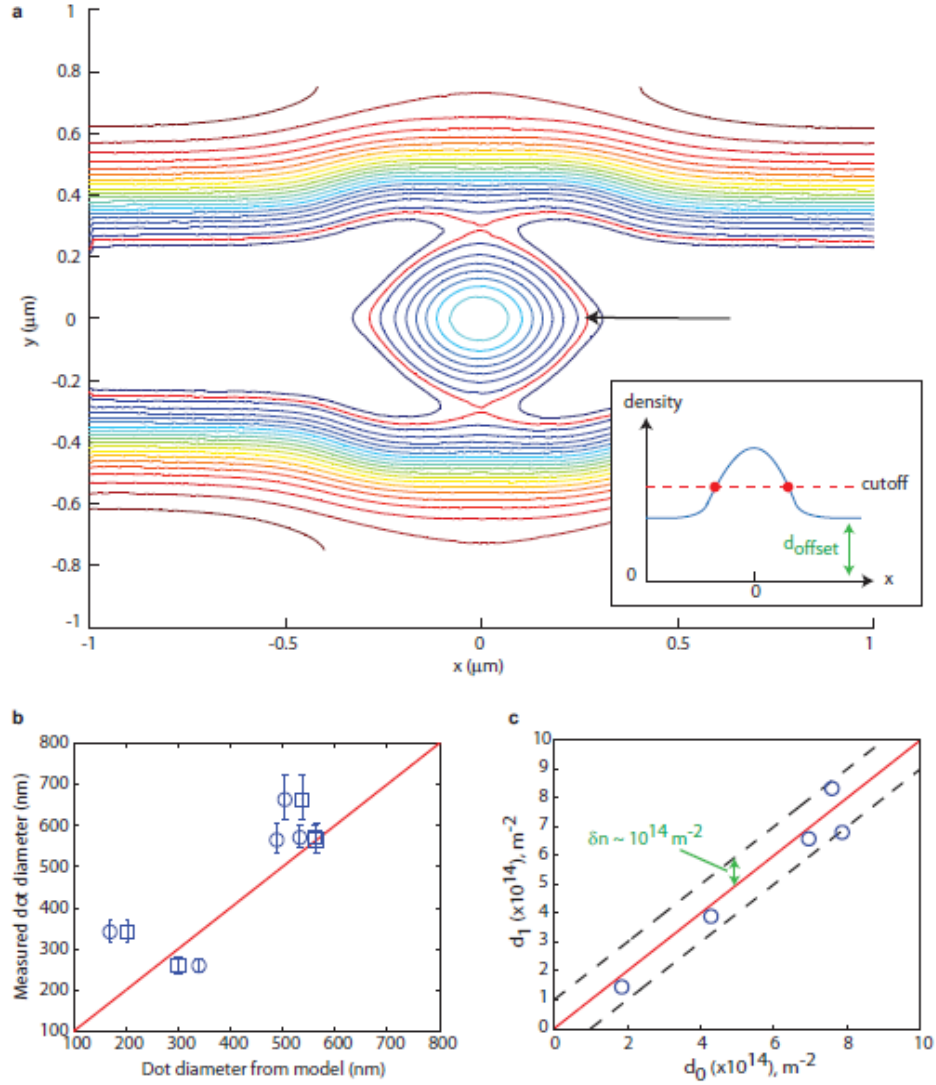 a
1
0.8
0.6
0.4
0.2
0
-0.2
-0.4
-0.6
-0.8
-1
y (μm)
-1
-0.5
0
0.5
1
x (μm)
density
cutoff
doffset
0
0
x
b
800
700
600
500
400
300
200
100
Measured dot diameter (nm)
100 200 300 400 500 600 700 800
Dot diameter from model (nm)
c
10
9
8
7
6
5
4
3
2
1
0
d1 (x10^14), m^-2
δn ~ 10^14 m^-2
0 2 4 6 8 10
d0 (x10^14), m^-2